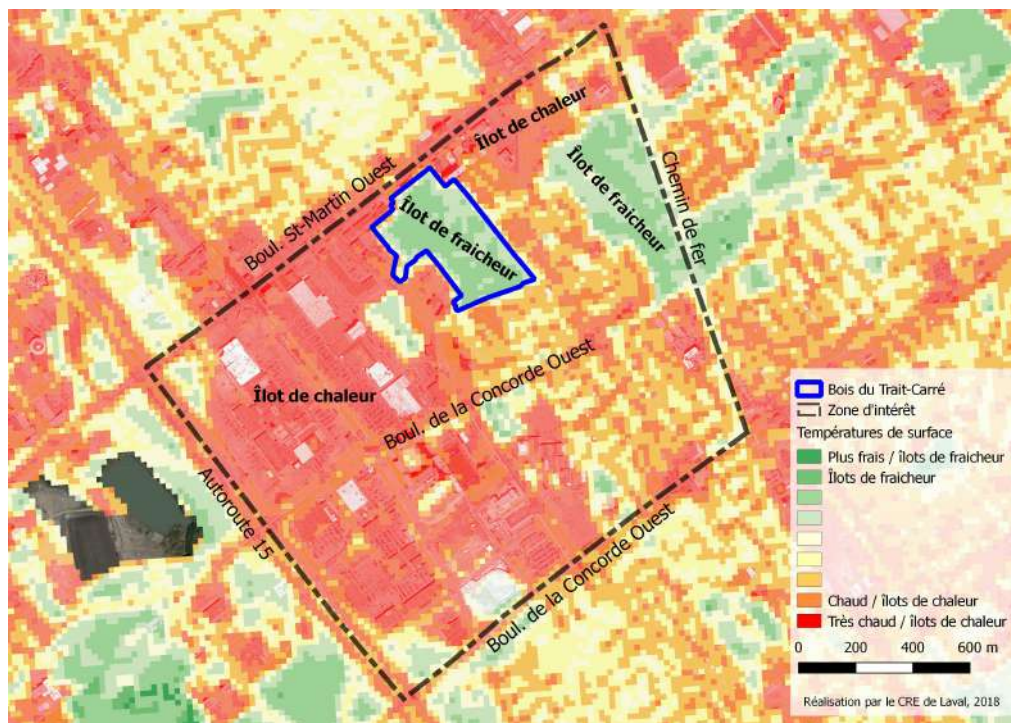 Îlot de chaleur
Boul. St-Martin Ouest
Îlot de fraicheur
Îlot de fraicheur
Chemin de fer
Îlot de chaleur
Boul. de la Concorde Ouest
Autoroute 15
Boul. de la Concorde Ouest
Bois du Trait-Carré
Zone d'intérêt
Températures de surface
Plus frais / îlots de fraicheur
Îlots de fraicheur
Chaud / îlots de chaleur
Très chaud / îlots de chaleur
0 200 400 600 m
Réalisation par le CRE de Laval, 2018